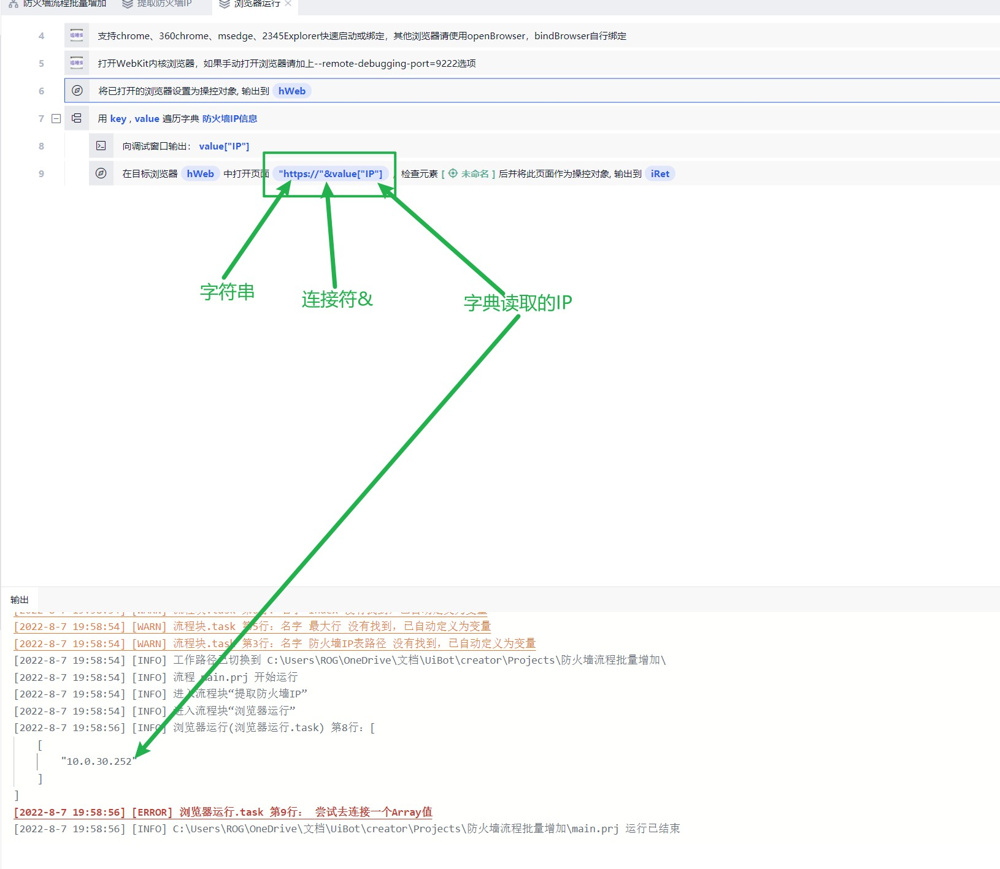 防火墙流程批量增加 提取防火墙IP 浏览器运行
4 支持chrome、360chrome、msedge、2345Explorer快速启动或绑定，其他浏览器请使用openBrowser，bindBrowser自行绑定
5 打开WebKit内核浏览器，如果手动打开浏览器请加上--remote-debugging-port=9222选项
6 将已打开的浏览器设置为操控对象, 输出到 hWeb
7 用 key , value 遍历字典 防火墙IP信息
8 向调试窗口输出： value["IP"]
9 在目标浏览器 hWeb 中打开页面 "https://"&value["IP"] , 检查元素 [ 未命名 ] 后并将此页面作为操控对象, 输出到 iRet
字符串
连接符&
字典读取的IP
输出
[2022-8-7 19:58:54] [WARN] 流程块.task 第5行：名字 最大行 没有找到，已自动定义为变量
[2022-8-7 19:58:54] [WARN] 流程块.task 第3行：名字 防火墙IP表路径 没有找到，已自动定义为变量
[2022-8-7 19:58:54] [INFO] 工作路径已切换到 C:\Users\ROG\OneDrive\文档\UiBot\creator\Projects\防火墙流程批量增加\
[2022-8-7 19:58:54] [INFO] 流程 main.prj 开始运行
[2022-8-7 19:58:54] [INFO] 进入流程块“提取防火墙IP”
[2022-8-7 19:58:54] [INFO] 进入流程块“浏览器运行”
[2022-8-7 19:58:56] [INFO] 浏览器运行(浏览器运行.task) 第8行：[
[
"10.0.30.252"
]
]
[2022-8-7 19:58:56] [ERROR] 浏览器运行.task 第9行： 尝试去连接一个Array值
[2022-8-7 19:58:56] [INFO] C:\Users\ROG\OneDrive\文档\UiBot\creator\Projects\防火墙流程批量增加\main.prj 运行已结束